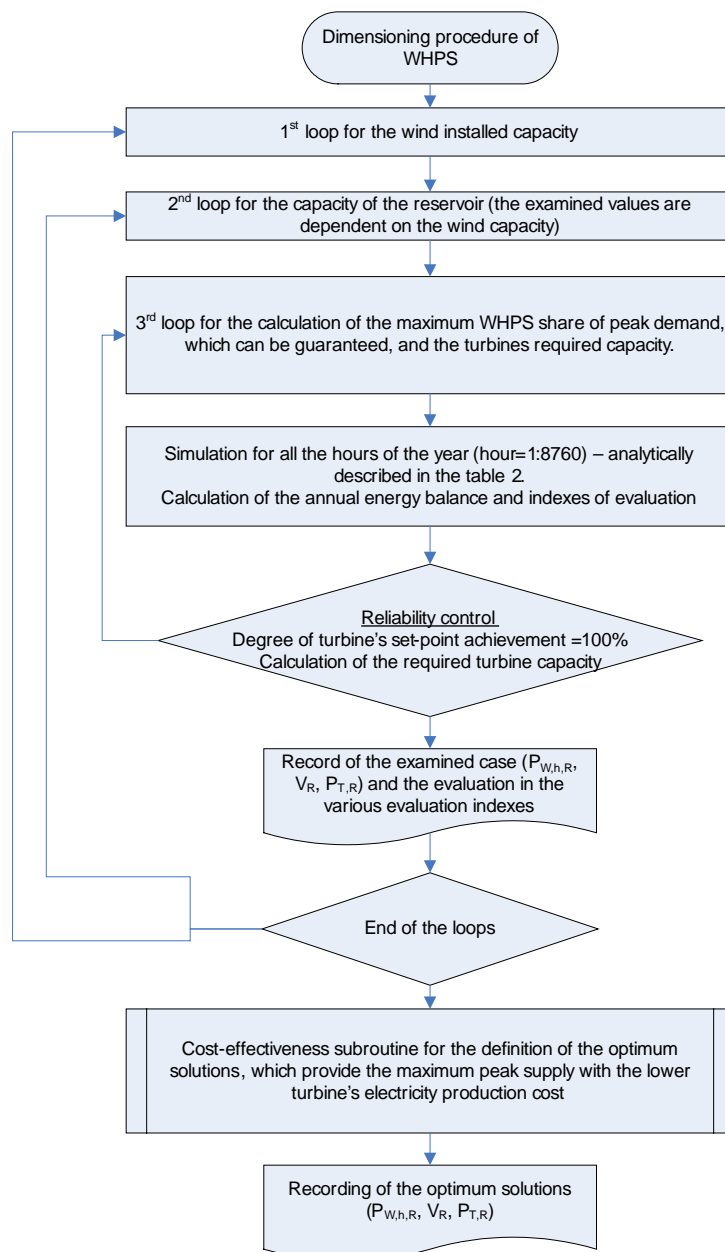 Dimensioning procedure of
WHPS
1st loop for the wind installed capacity
2nd loop for the capacity of the reservoir (the examined values are
dependent on the wind capacity)
3rd loop for the calculation of the maximum WHPS share of peak demand,
which can be guaranteed, and the turbines required capacity.
Simulation for all the hours of the year (hour=1:8760) – analytically
described in the table 2.
Calculation of the annual energy balance and indexes of evaluation
Reliability control
Degree of turbine's set-point achievement =100%
Calculation of the required turbine capacity
Record of the examined case (PW,h,R,
VR, PT,R) and the evaluation in the
various evaluation indexes
End of the loops
Cost-effectiveness subroutine for the definition of the optimum
solutions, which provide the maximum peak supply with the lower
turbine's electricity production cost
Recording of the optimum solutions
(PW,h,R, VR, PT,R)